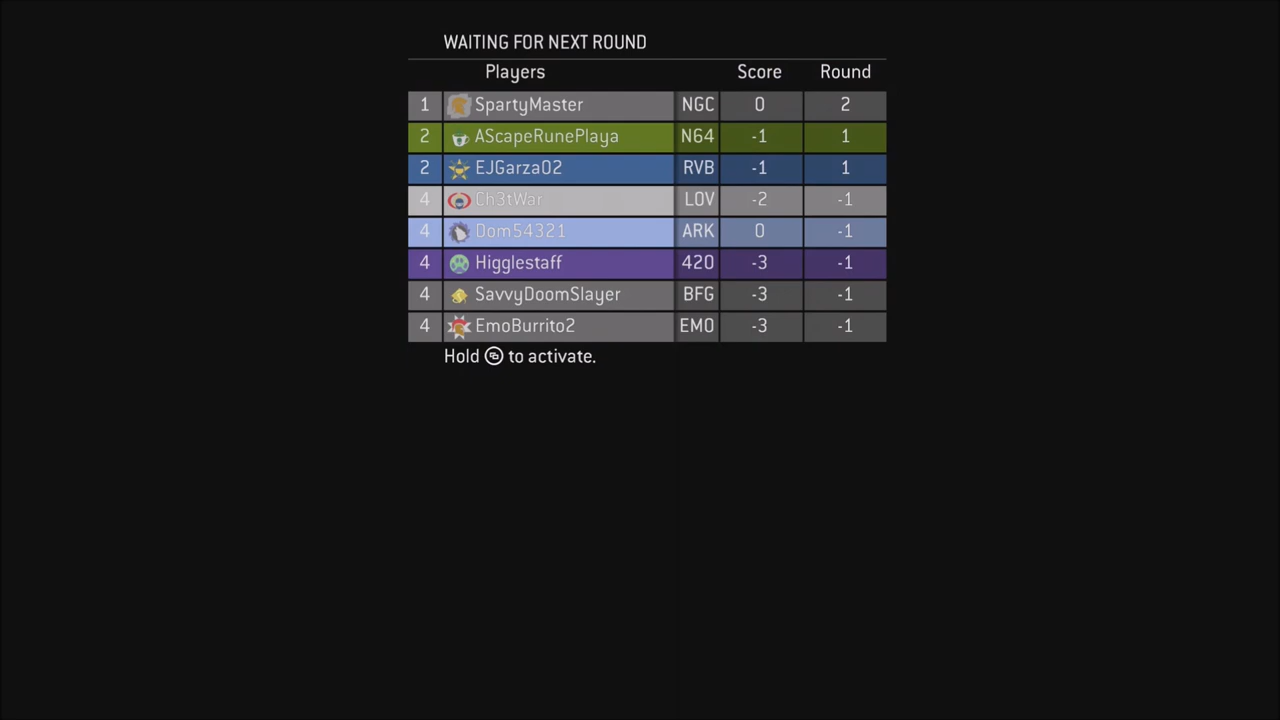 WAITING FOR NEXT ROUND
Players Score Round
1 SpartyMaster NGC 0 2
2 AScapeRunePlaya N64 -1 1
2 EJGarza02 RVB -1 1
4 Ch3tWar LOV -2 -1
4 Dom54321 ARK 0 -1
4 Higglestaff 420 -3 -1
4 SavvyDoomSlayer BFG -3 -1
4 EmoBurrito2 EMO -3 -1
Hold to activate.